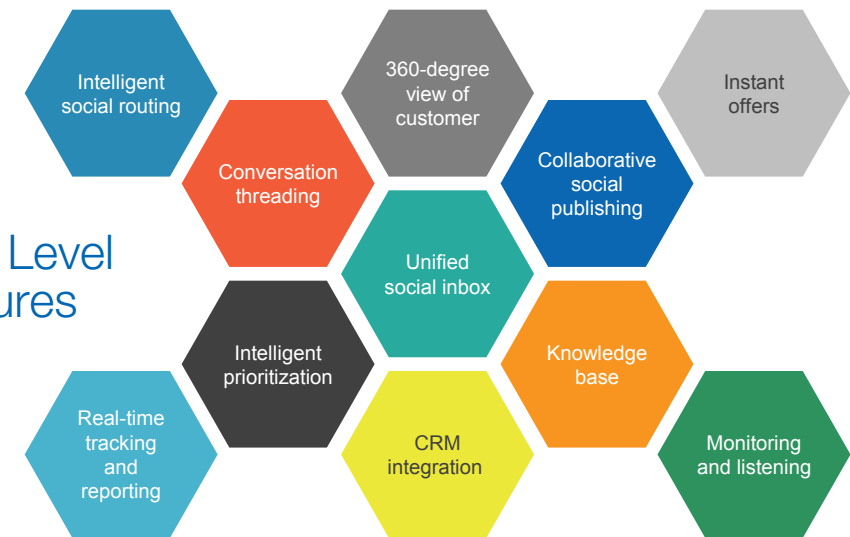 Intelligent
social routing
360-degree
view of
customer
Instant
offers
Conversation
threading
Collaborative
social
publishing
Level
ures
Unified
social inbox
Intelligent
prioritization
Knowledge
base
Real-time
tracking
and
reporting
CRM
integration
Monitoring
and listening